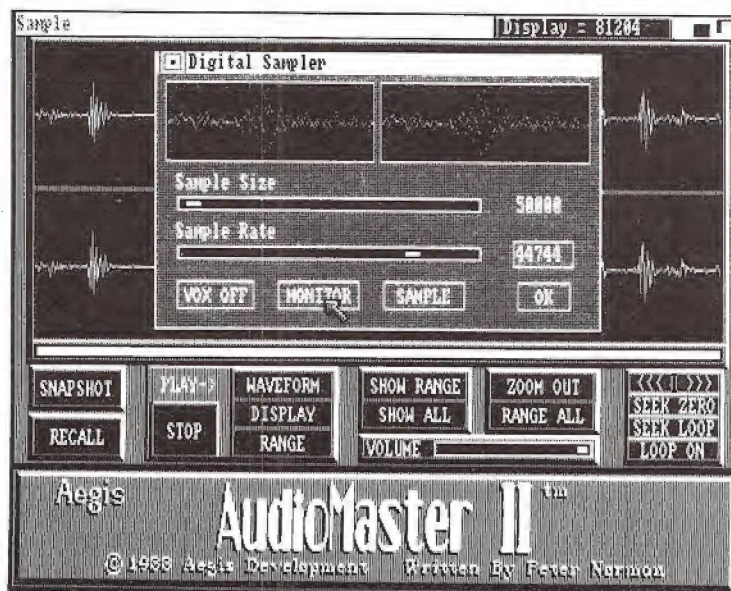 Sample
Display = 81204
Digital Sampler
Sample Size
50000
Sample Rate
44744
VOX OFF
MONITOR
SAMPLE
OK
SNAPSHOT
RECALL
PLAY->
STOP
WAVEFORM
DISPLAY
RANGE
SHOW RANGE
SHOW ALL
VOLUME
ZOOM OUT
RANGE ALL
<<< || >>>
SEEK ZERO
SEEK LOOP
LOOP ON
Aegis
AudioMaster II tm
© 1988 Aegis Development Written By Peter Norman